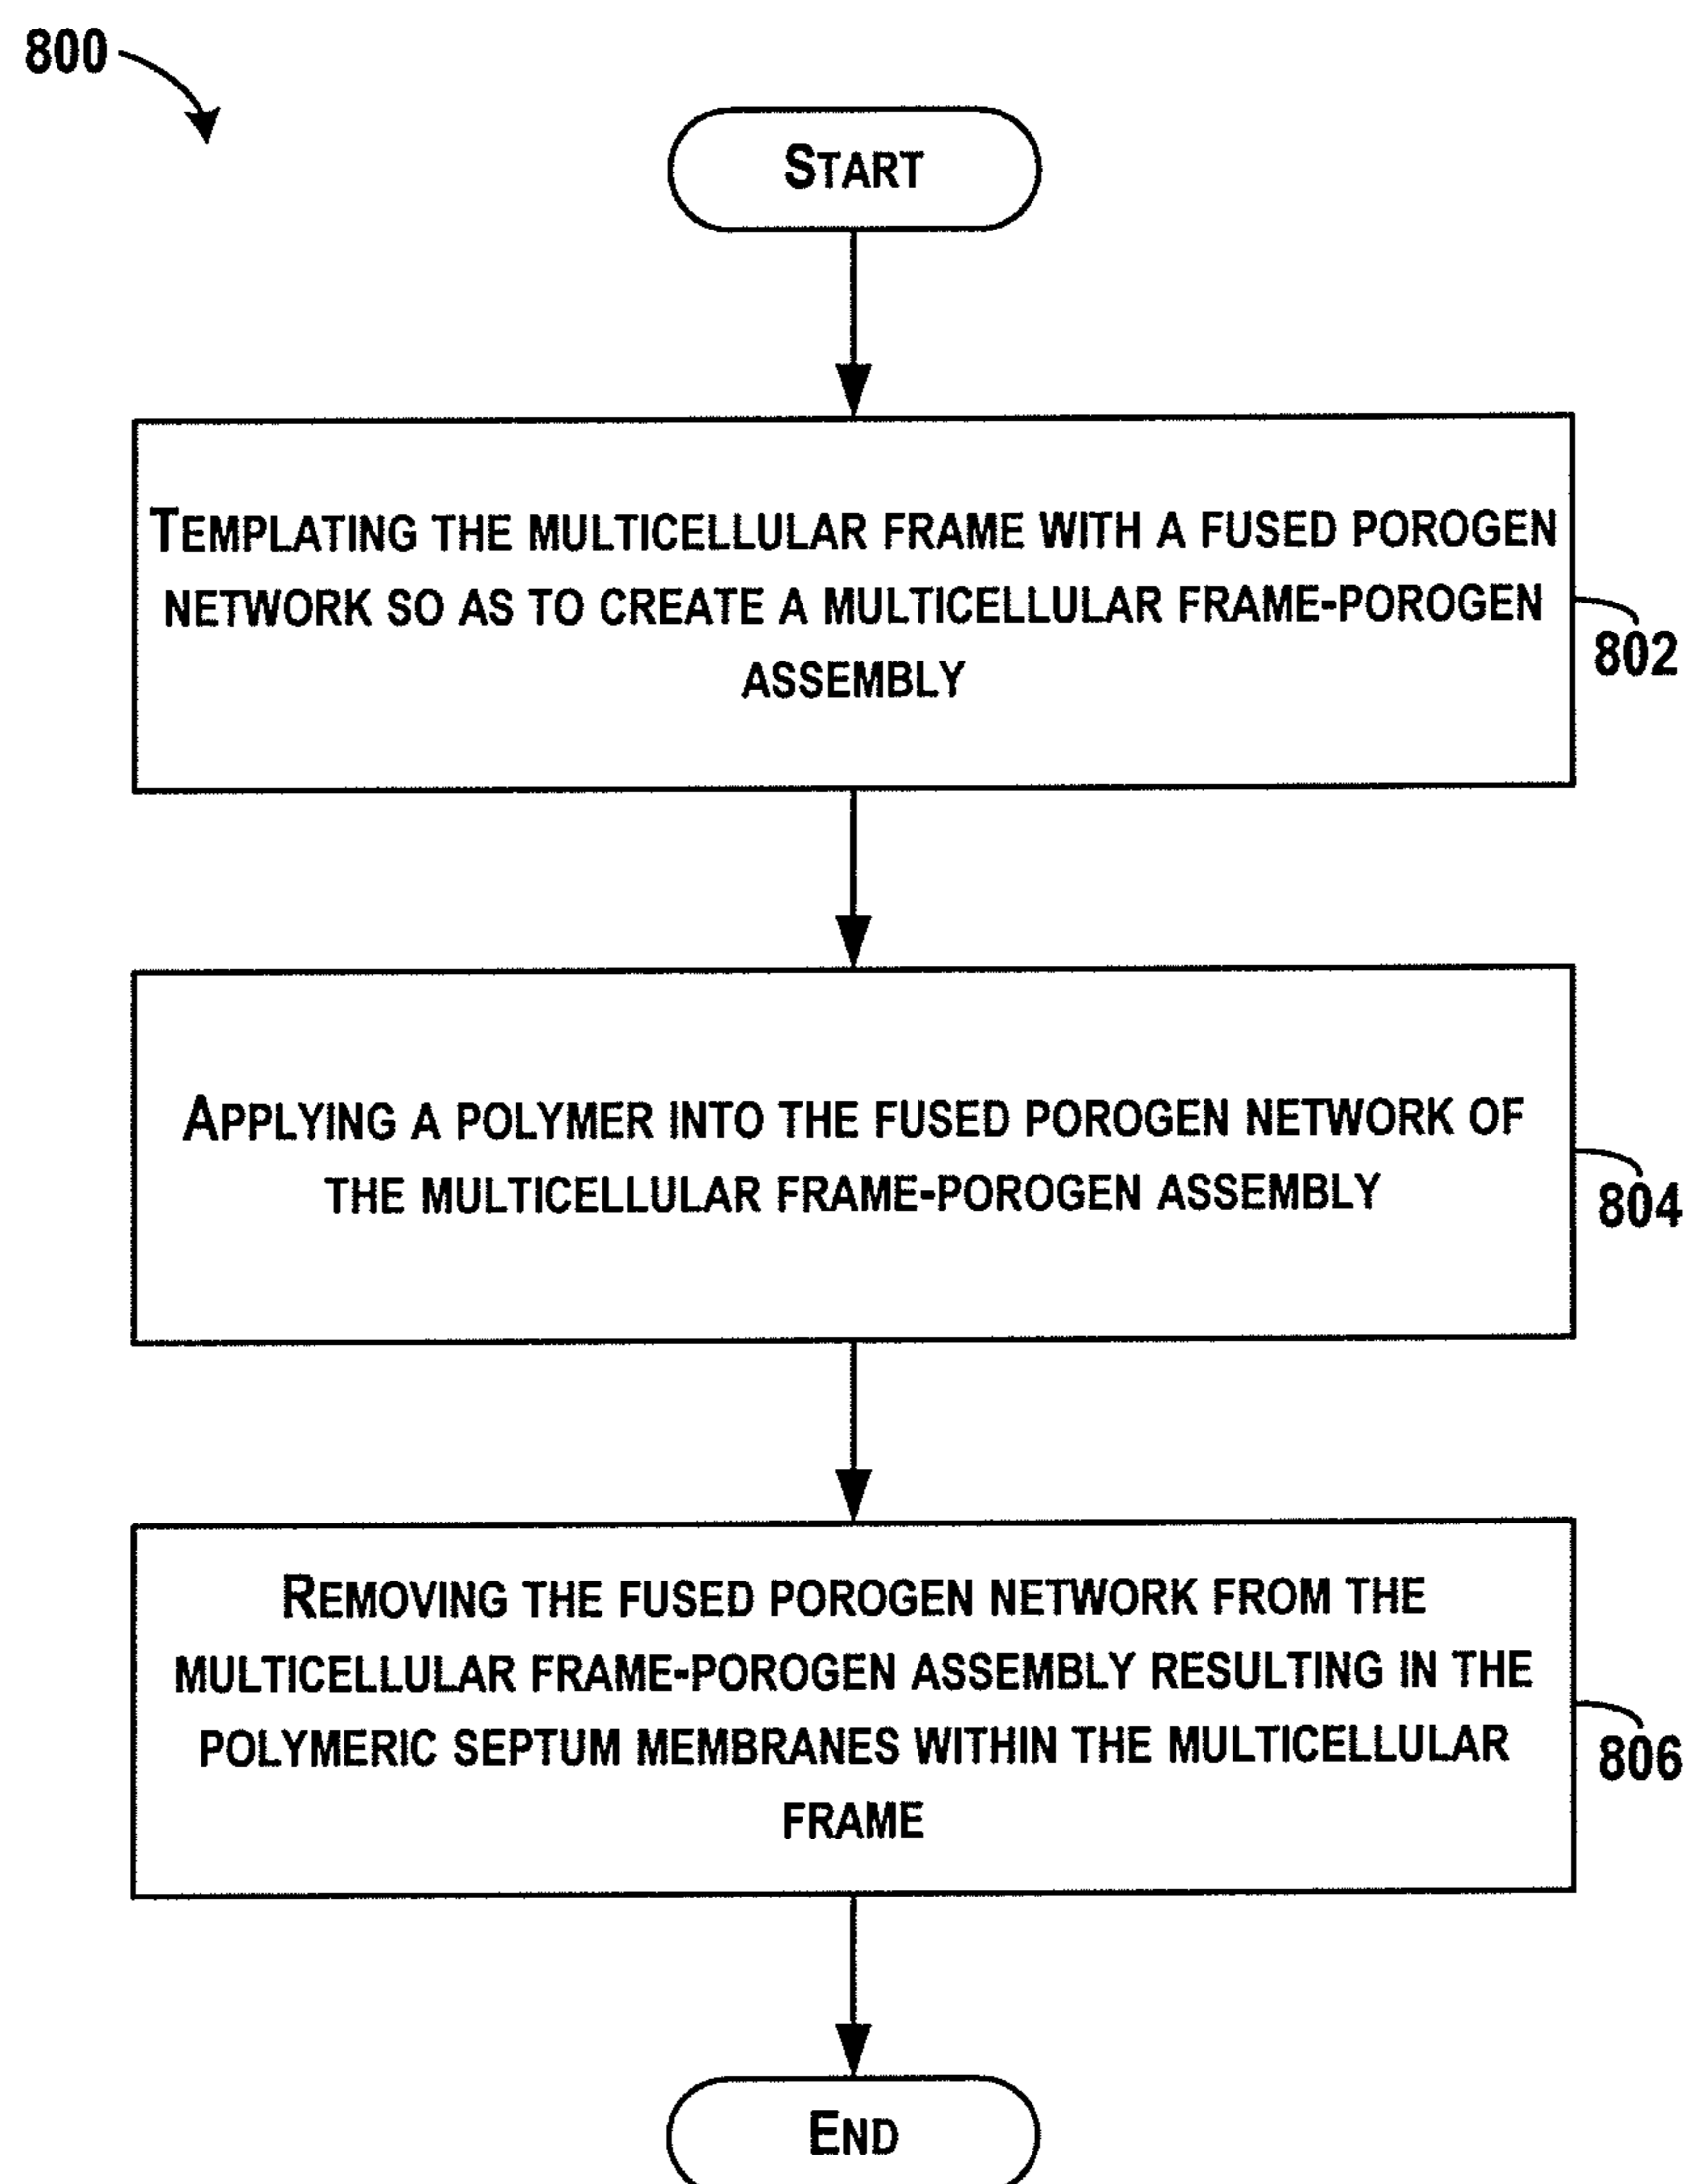 800
START
TEMPLATING THE MULTICELLULAR FRAME WITH A FUSED POROGEN
NETWORK SO AS TO CREATE A MULTICELLULAR FRAME-POROGEN
ASSEMBLY
802
APPLYING A POLYMER INTO THE FUSED POROGEN NETWORK OF
THE MULTICELLULAR FRAME-POROGEN ASSEMBLY
804
REMOVING THE FUSED POROGEN NETWORK FROM THE
MULTICELLULAR FRAME-POROGEN ASSEMBLY RESULTING IN THE
POLYMERIC SEPTUM MEMBRANES WITHIN THE MULTICELLULAR
FRAME
806
END